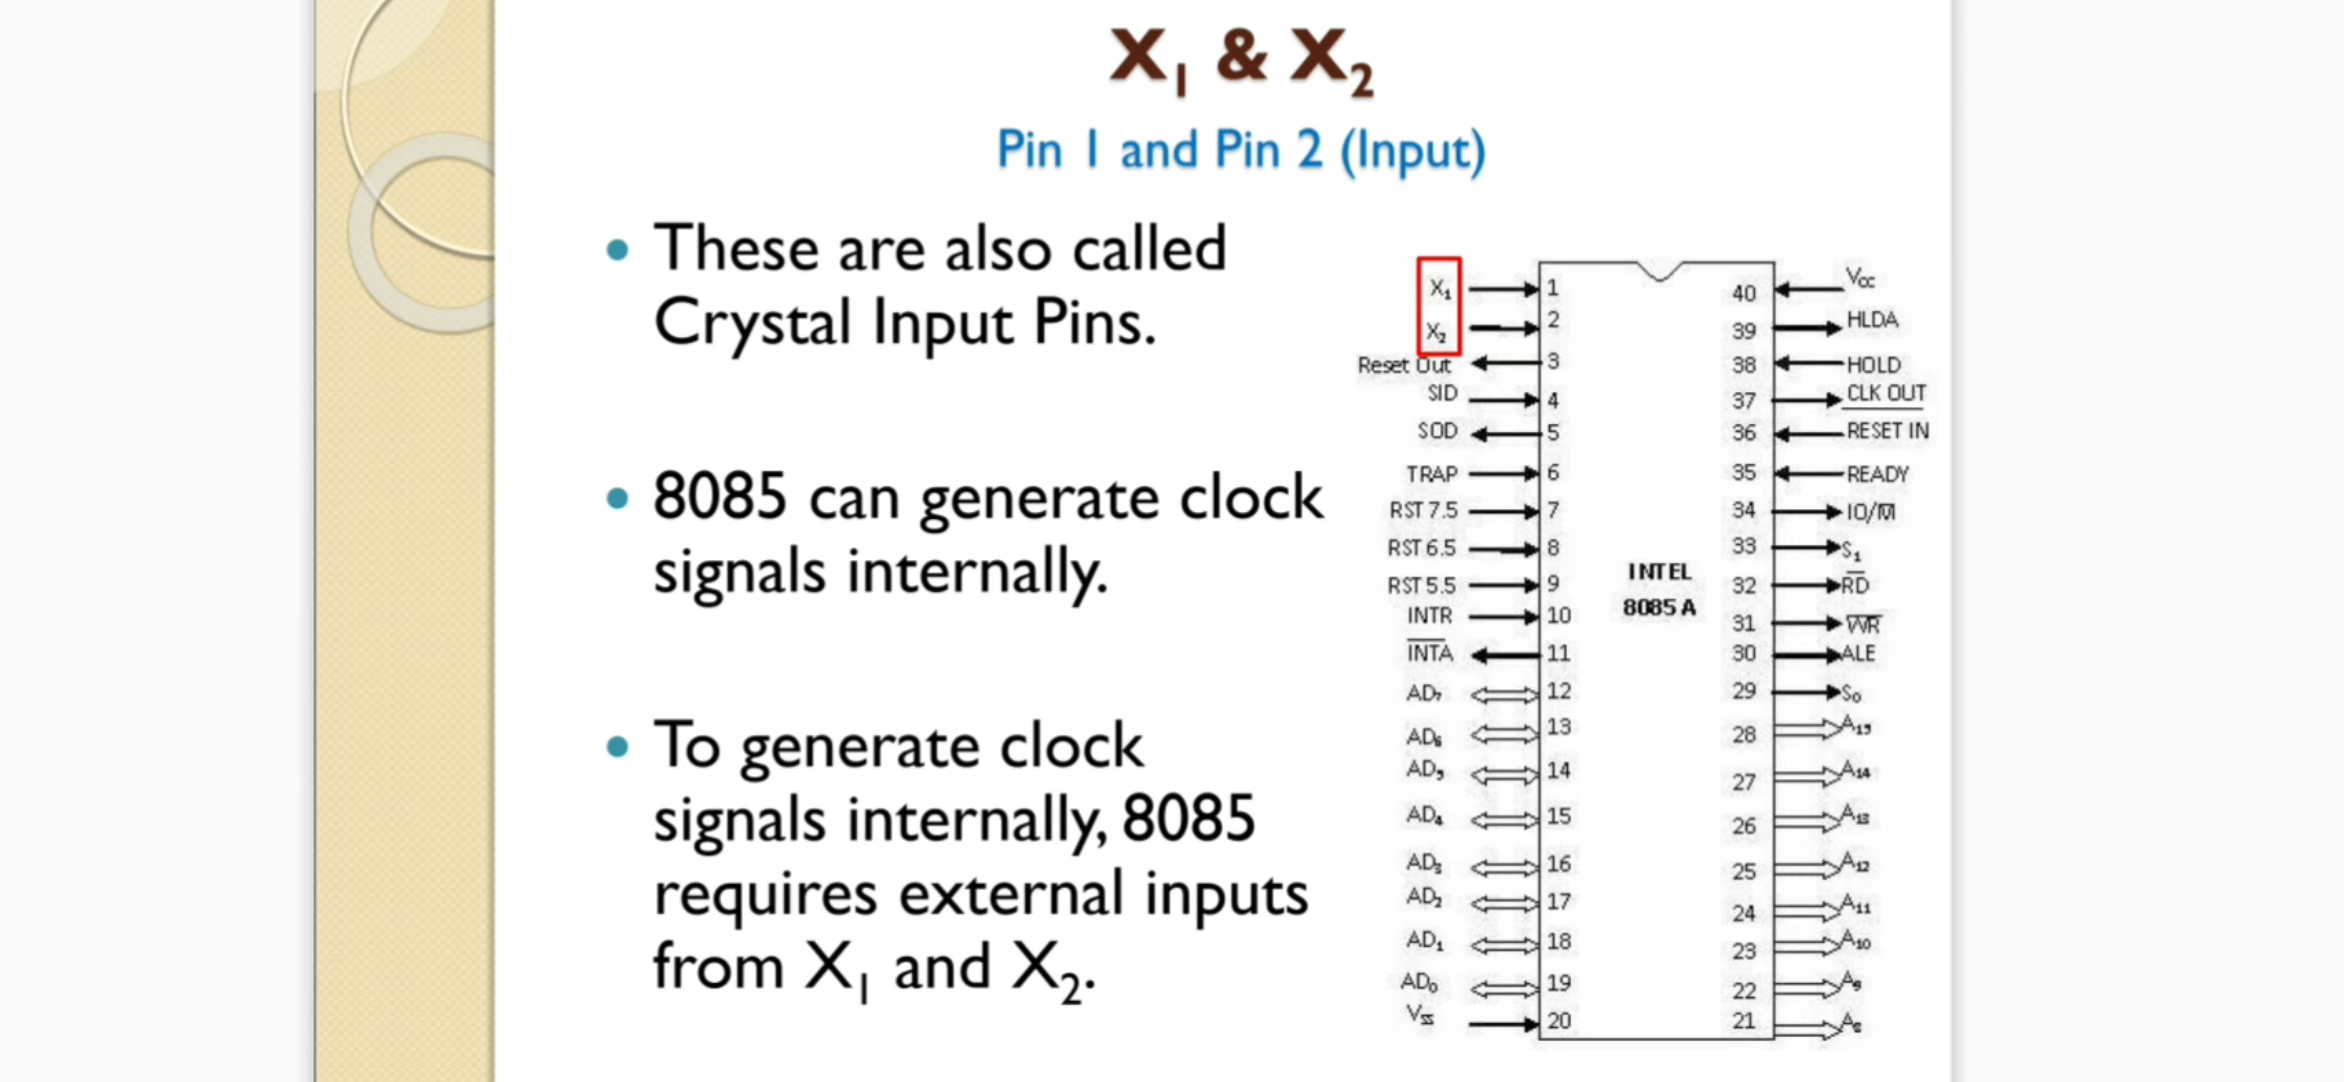 X₁ & X₂
Pin 1 and Pin 2 (Input)
• These are also called
Crystal Input Pins.
• 8085 can generate clock
signals internally.
• To generate clock
signals internally, 8085
requires external inputs
from X₁ and X₂.
X₁ 1 40 Vcc
X₂ 2 39 HLDA
Reset Out 3 38 HOLD
SID 4 37 CLK OUT
SOD 5 36 R̅E̅S̅E̅T̅ ̅I̅N̅
TRAP 6 35 READY
RST 7.5 7 34 IO/M̅
RST 6.5 8 33 S₁
RST 5.5 9 32 R̅D̅
INTR 10 31 W̅R̅
I̅N̅T̅A̅ 11 30 ALE
AD₇ 12 29 S₀
AD₆ 13 28 A₁₅
AD₅ 14 27 A₁₄
AD₄ 15 26 A₁₃
AD₃ 16 25 A₁₂
AD₂ 17 24 A₁₁
AD₁ 18 23 A₁₀
AD₀ 19 22 A₉
Vss 20 21 A₈
INTEL
8085 A